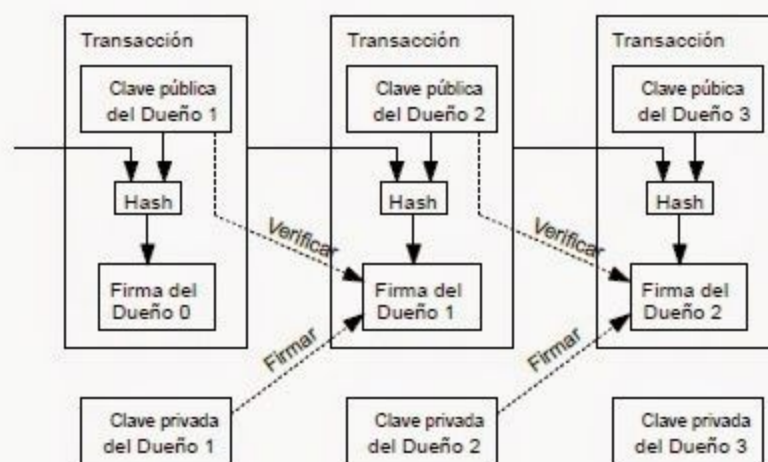 Transacción
Clave pública
del Dueño 1
Hash
Firma del
Dueño 0
Transacción
Clave pública
del Dueño 2
Hash
Firma del
Dueño 1
Transacción
Clave púbica
del Dueño 3
Hash
Firma del
Dueño 2
Verificar
Verificar
Firmar
Firmar
Clave privada
del Dueño 1
Clave privada
del Dueño 2
Clave privada
del Dueño 3